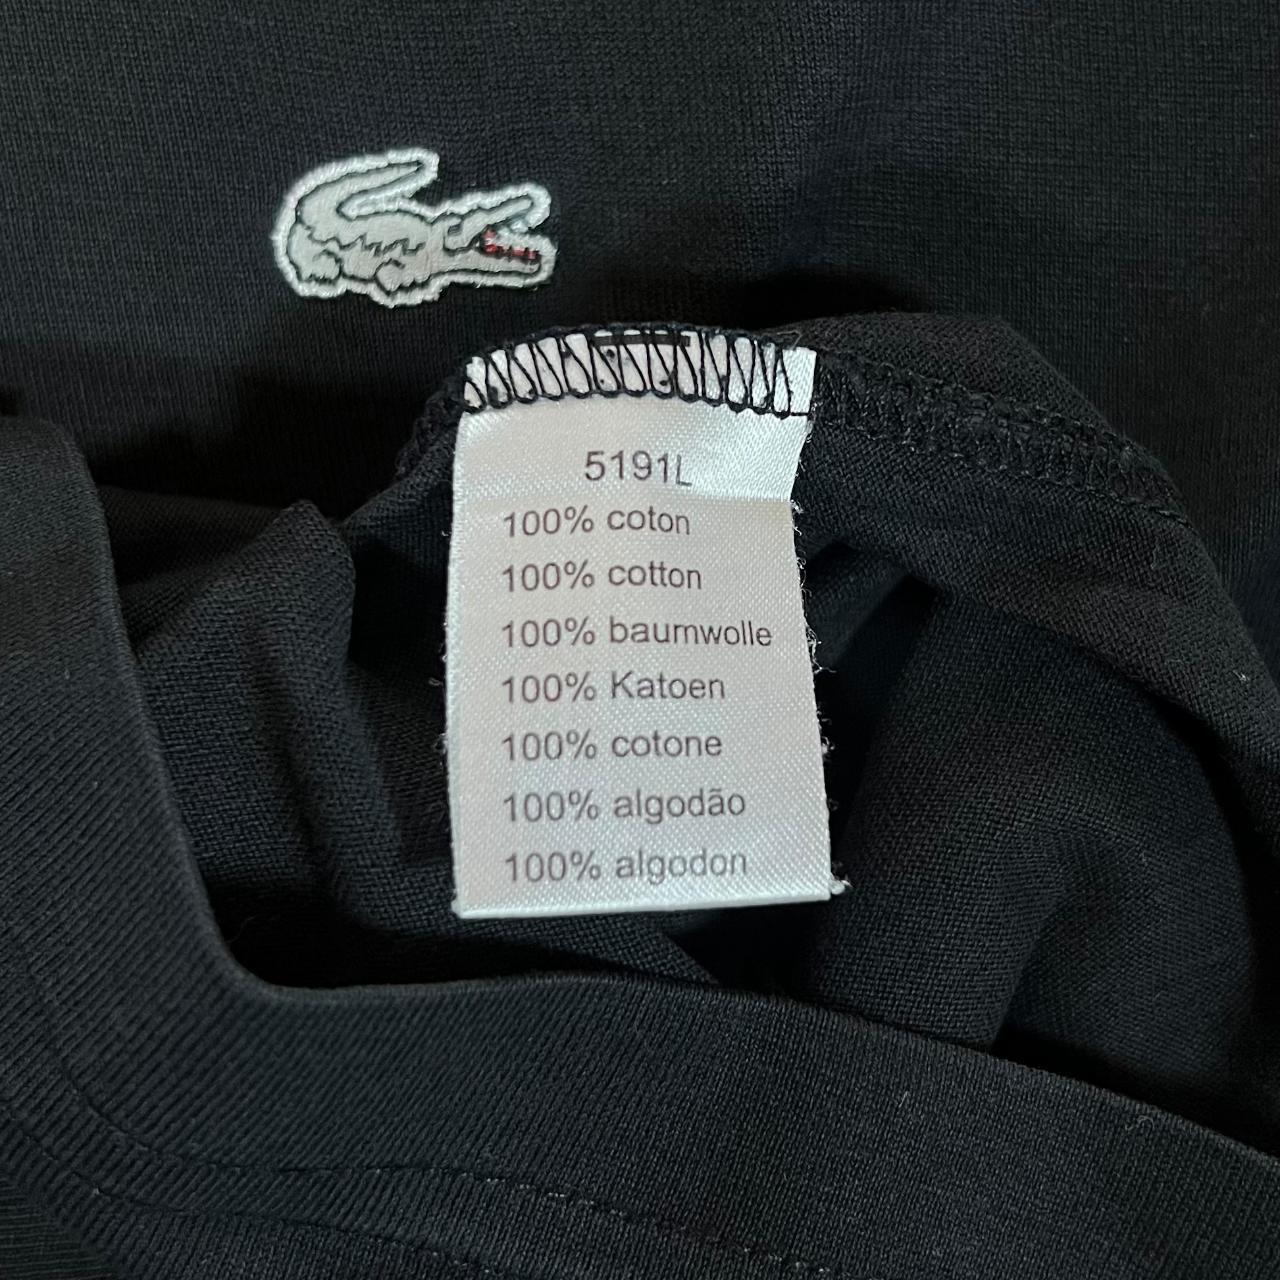 5191L
100% coton
100% cotton
100% baumwolle
100% Katoen
100% cotone
100% algodão
100% algodon